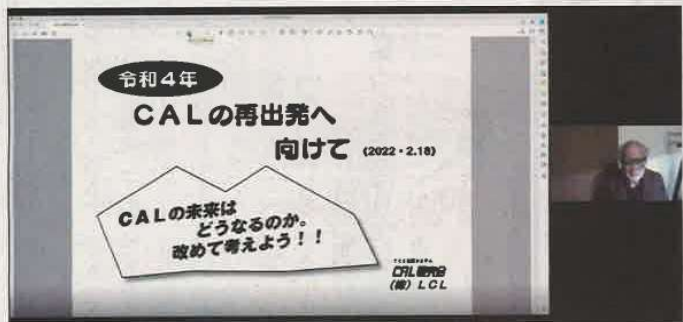 令和4年
CALの再出発へ
向けて (2022・2.18)
CALの未来は
どうなるのか。
改めて考えよう!!
CAL研究会
(株)LCL